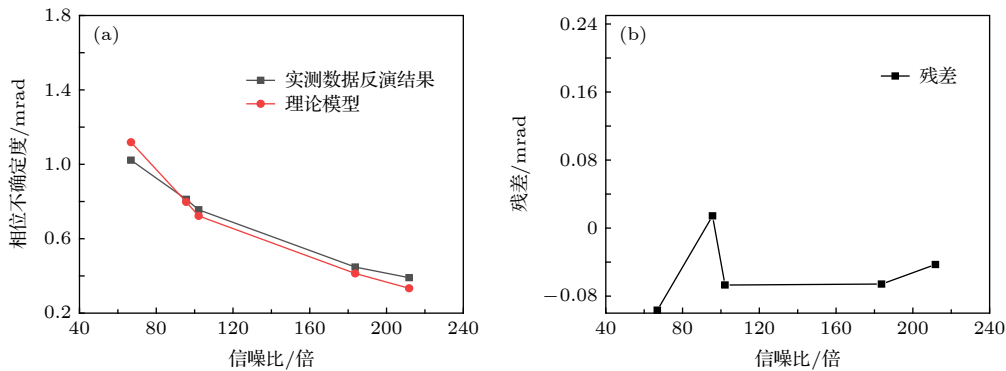 (a)
实测数据反演结果
理论模型
相位不确定度/mrad
1.8
1.4
1.0
0.6
0.2
40
80
120
160
200
240
信噪比/倍
(b)
残差
残差/mrad
0.24
0.16
0.08
0
−0.08
40
80
120
160
200
240
信噪比/倍